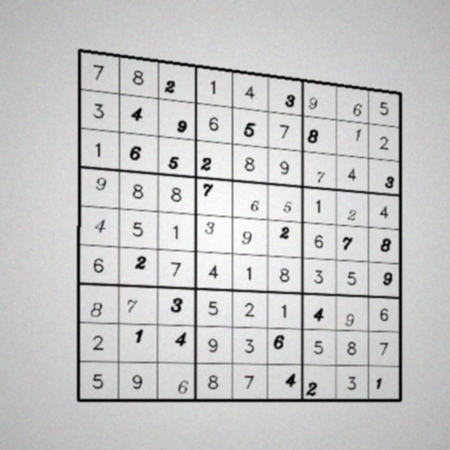 7 8 2 1 4 3 9 6 5
3 4 9 6 5 7 8 1 2
1 6 5 2 8 9 7 4 3
9 8 8 7 6 5 1 2 4
4 5 1 3 9 2 6 7 8
6 2 7 4 1 8 3 5 9
8 7 3 5 2 1 4 9 6
2 1 4 9 3 6 5 8 7
5 9 6 8 7 4 2 3 1